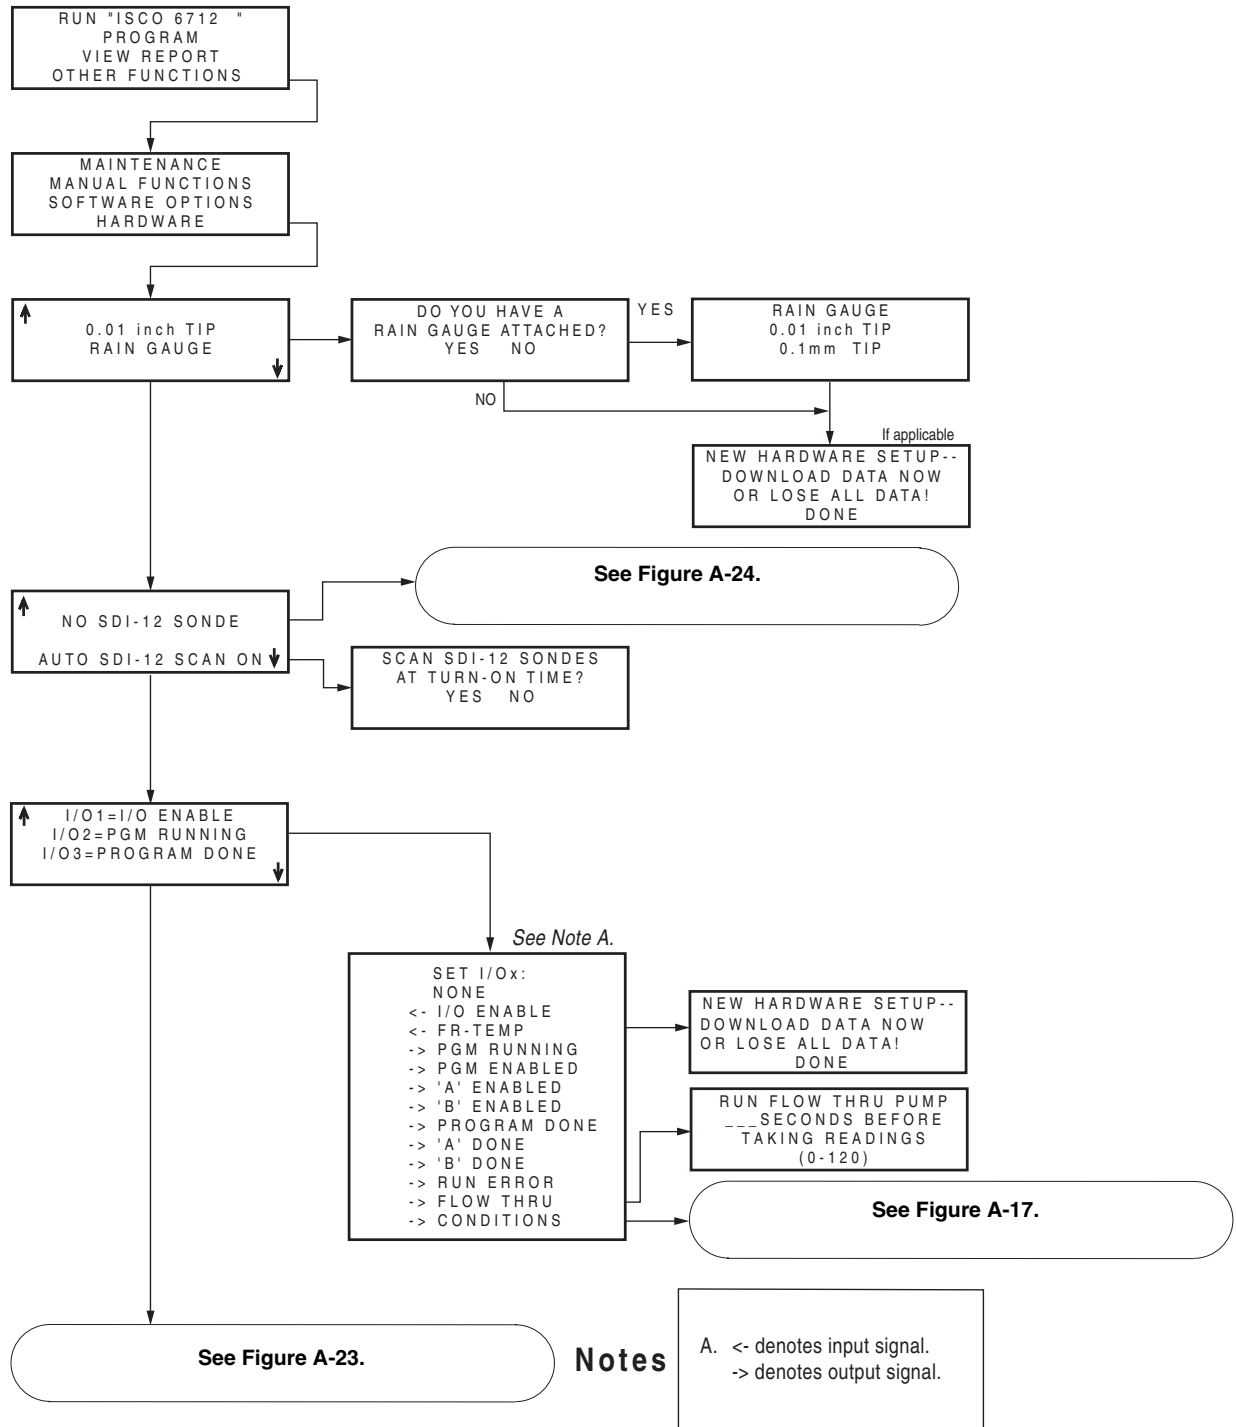 RUN "ISCO 6712  "
PROGRAM
VIEW REPORT
OTHER FUNCTIONS
MAINTENANCE
MANUAL FUNCTIONS
SOFTWARE OPTIONS
HARDWARE
0.01 inch TIP
RAIN GAUGE
DO YOU HAVE A
RAIN GAUGE ATTACHED?
YES   NO
YES
RAIN GAUGE
0.01 inch TIP
0.1mm  TIP
NO
If applicable
NEW HARDWARE SETUP--
DOWNLOAD DATA NOW
OR LOSE ALL DATA!
DONE
See Figure A-24.
NO SDI-12 SONDE
AUTO SDI-12 SCAN ON
SCAN SDI-12 SONDES
AT TURN-ON TIME?
YES   NO
I/O1=I/O ENABLE
I/O2=PGM RUNNING
I/O3=PROGRAM DONE
See Note A.
SET I/Ox:
NONE
<- I/O ENABLE
<- FR-TEMP
-> PGM RUNNING
-> PGM ENABLED
-> 'A' ENABLED
-> 'B' ENABLED
-> PROGRAM DONE
-> 'A' DONE
-> 'B' DONE
-> RUN ERROR
-> FLOW THRU
-> CONDITIONS
NEW HARDWARE SETUP--
DOWNLOAD DATA NOW
OR LOSE ALL DATA!
DONE
RUN FLOW THRU PUMP
___SECONDS BEFORE
TAKING READINGS
(0-120)
See Figure A-17.
See Figure A-23.
Notes
A. <- denotes input signal.
-> denotes output signal.